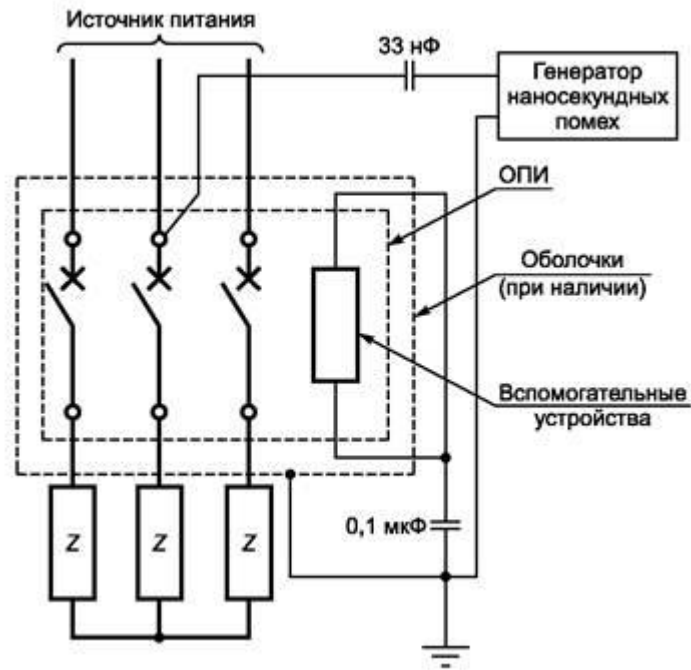 Источник питания
33 нФ
Генератор
наносекундных
помех
ОПИ
Оболочки
(при наличии)
Вспомогательные
устройства
0,1 мкФ
Z
Z
Z